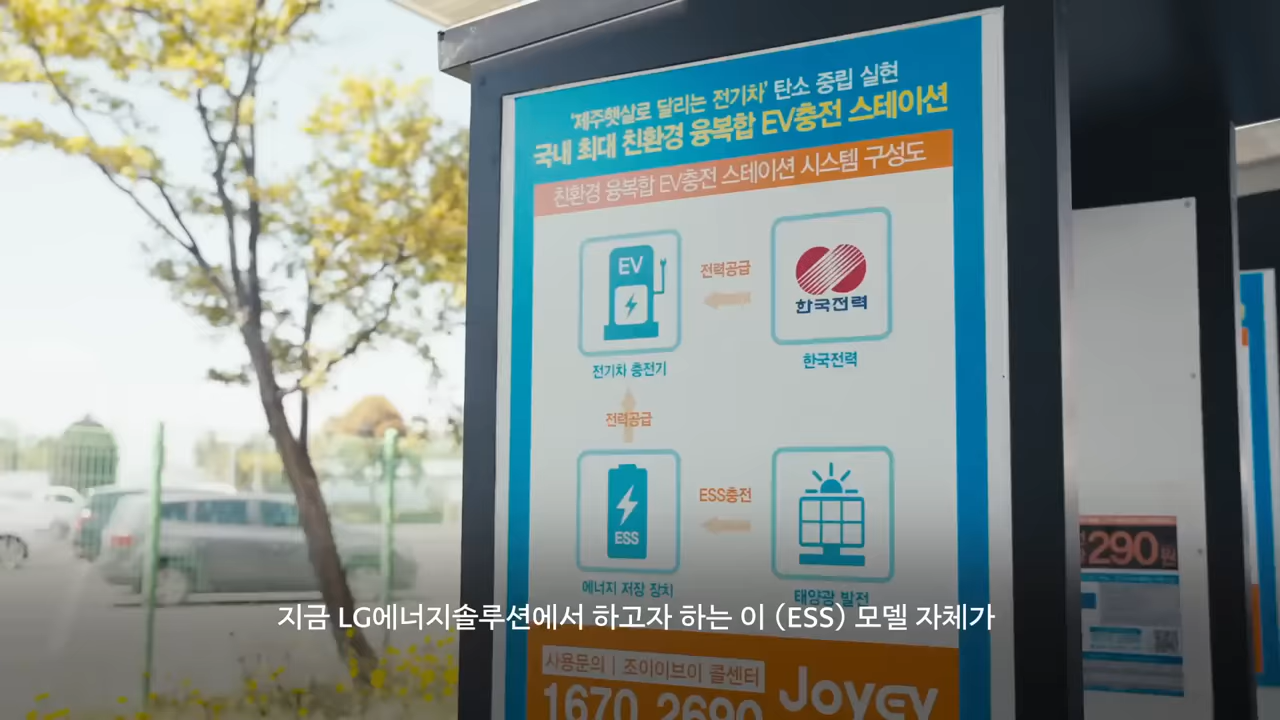 '제주햇살로 달리는 전기차' 탄소 중립 실현
국내 최대 친환경 융복합 EV충전 스테이션
친환경 융복합 EV충전 스테이션 시스템 구성도
EV
전력공급
한국전력
전기차 충전기
한국전력
전력공급
ESS
ESS충전
에너지 저장 장치
태양광 발전
290원
지금 LG에너지솔루션에서 하고자 하는 이 (ESS) 모델 자체가
사용문의 | 조이이브이 콜센터
1670 2690
Joyev